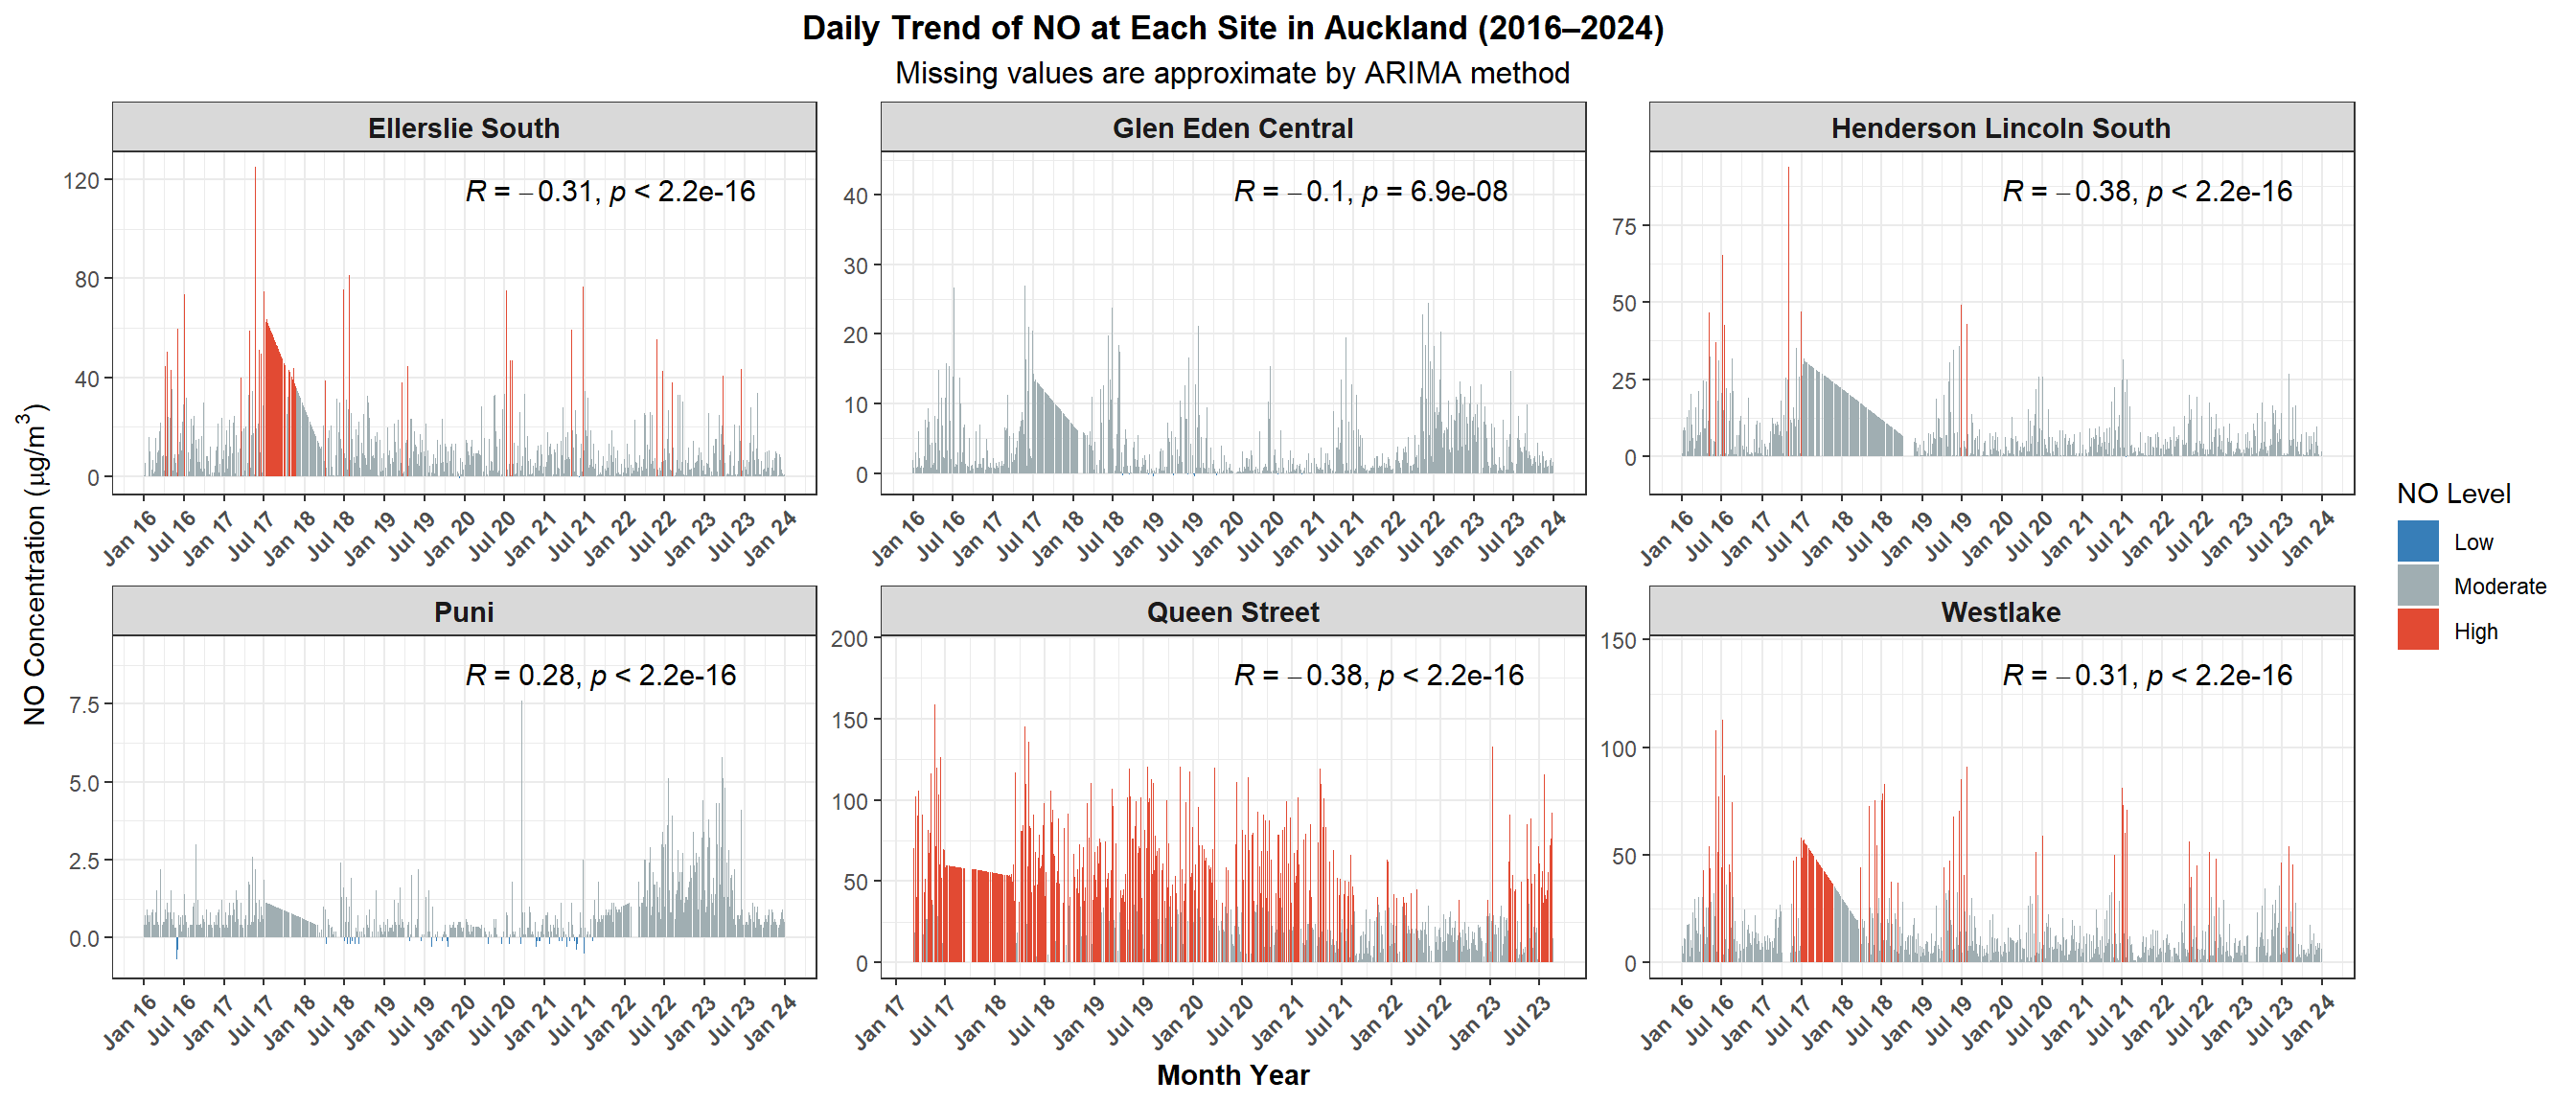 Daily Trend of NO at Each Site in Auckland (2016–2024)
Missing values are approximate by ARIMA method
NO Concentration (µg/m³)
Ellerslie South
R = −0.31, p < 2.2e-16
120
80
40
0
Jan 16 Jul 16 Jan 17 Jul 17 Jan 18 Jul 18 Jan 19 Jul 19 Jan 20 Jul 20 Jan 21 Jul 21 Jan 22 Jul 22 Jan 23 Jul 23 Jan 24
Glen Eden Central
R = −0.1, p = 6.9e-08
40
30
20
10
0
Jan 16 Jul 16 Jan 17 Jul 17 Jan 18 Jul 18 Jan 19 Jul 19 Jan 20 Jul 20 Jan 21 Jul 21 Jan 22 Jul 22 Jan 23 Jul 23 Jan 24
Henderson Lincoln South
R = −0.38, p < 2.2e-16
75
50
25
0
Jan 16 Jul 16 Jan 17 Jul 17 Jan 18 Jul 18 Jan 19 Jul 19 Jan 20 Jul 20 Jan 21 Jul 21 Jan 22 Jul 22 Jan 23 Jul 23 Jan 24
Puni
R = 0.28, p < 2.2e-16
7.5
5.0
2.5
0.0
Jan 16 Jul 16 Jan 17 Jul 17 Jan 18 Jul 18 Jan 19 Jul 19 Jan 20 Jul 20 Jan 21 Jul 21 Jan 22 Jul 22 Jan 23 Jul 23 Jan 24
Queen Street
R = −0.38, p < 2.2e-16
200
150
100
50
0
Jan 17 Jul 17 Jan 18 Jul 18 Jan 19 Jul 19 Jan 20 Jul 20 Jan 21 Jul 21 Jan 22 Jul 22 Jan 23 Jul 23
Westlake
R = −0.31, p < 2.2e-16
150
100
50
0
Jan 16 Jul 16 Jan 17 Jul 17 Jan 18 Jul 18 Jan 19 Jul 19 Jan 20 Jul 20 Jan 21 Jul 21 Jan 22 Jul 22 Jan 23 Jul 23 Jan 24
Month Year
NO Level
Low
Moderate
High